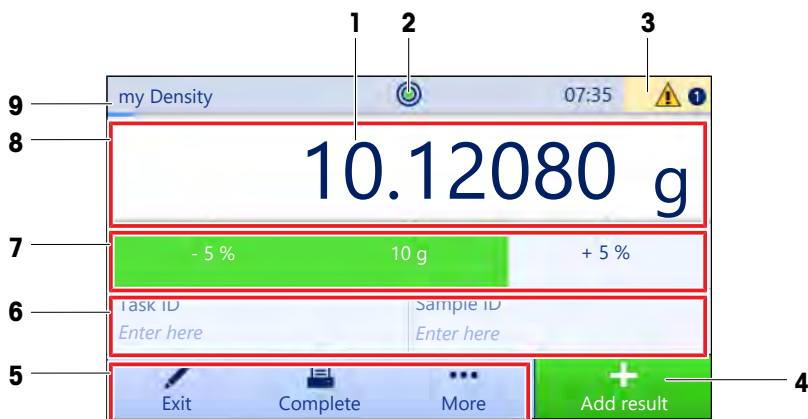 1 2 3
9 my Density 07:35 1
8 10.12080 g
7 - 5 % 10 g + 5 %
6 Task ID Sample ID
Enter here Enter here
5 Exit Complete More Add result 4